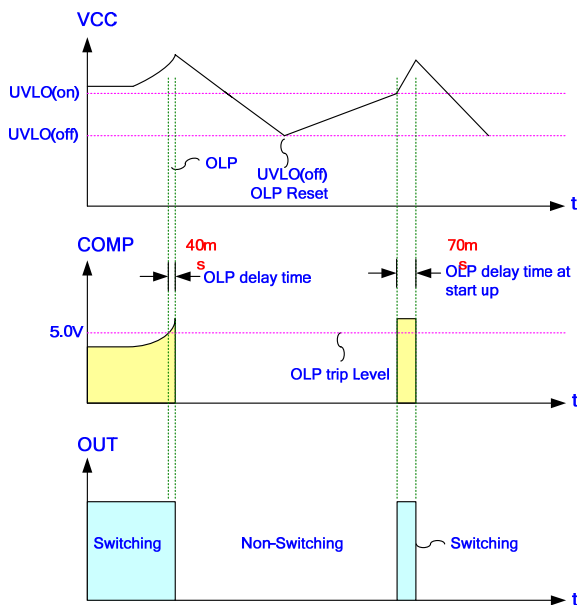 VCC
UVLO(on)
UVLO(off)
OLP
UVLO(off)
OLP Reset
t
COMP
40m
s
OLP delay time
70m
s
OLP delay time at
start up
5.0V
OLP trip Level
t
OUT
Switching
Non-Switching
Switching
t